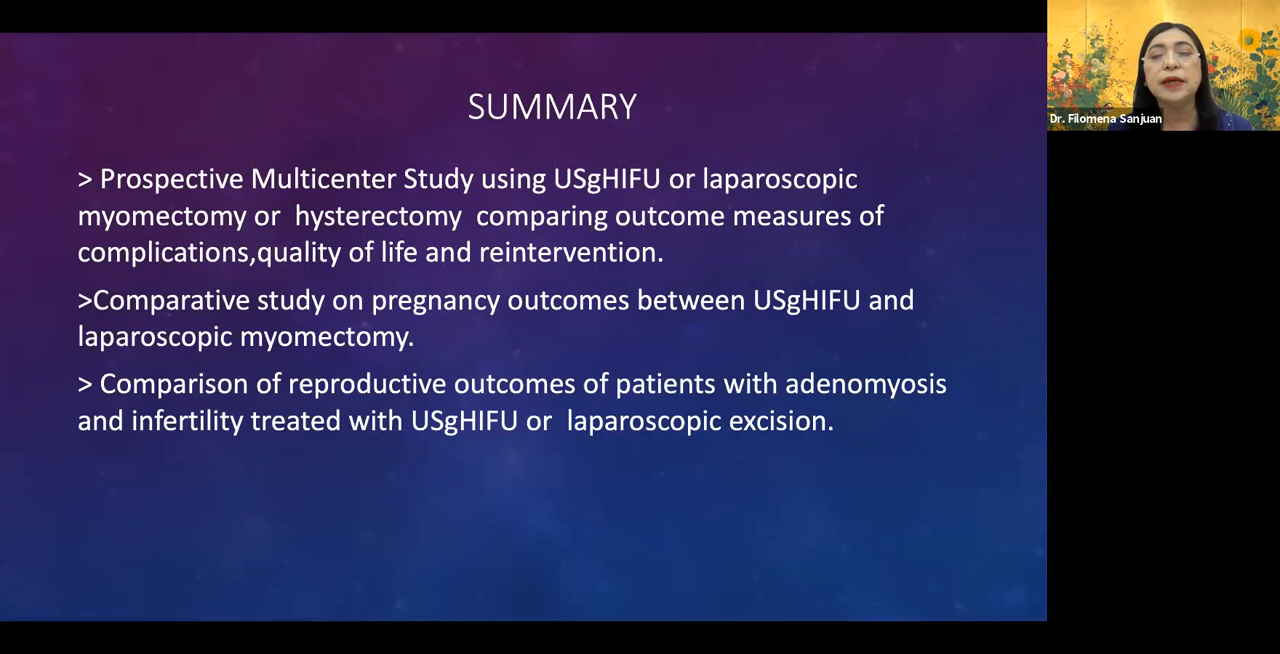 SUMMARY
> Prospective Multicenter Study using USgHIFU or laparoscopic
myomectomy or  hysterectomy  comparing outcome measures of
complications,quality of life and reintervention.
>Comparative study on pregnancy outcomes between USgHIFU and
laparoscopic myomectomy.
> Comparison of reproductive outcomes of patients with adenomyosis
and infertility treated with USgHIFU or  laparoscopic excision.
Dr. Filomena Sanjuan